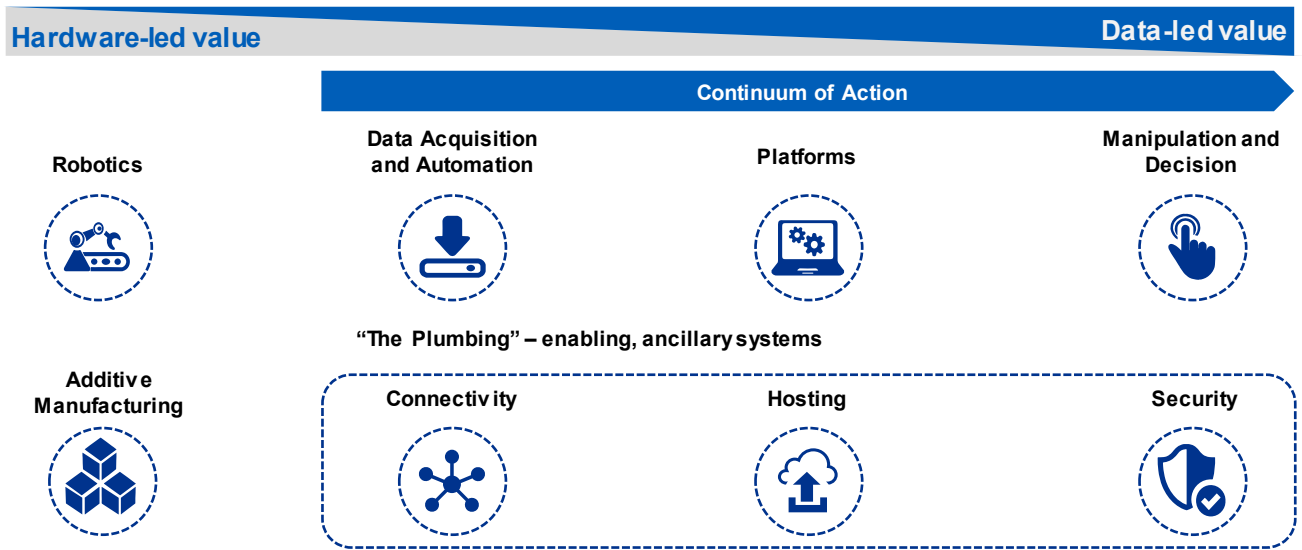 Hardware-led value
Data-led value
Continuum of Action
Robotics
Data Acquisition
and Automation
Platforms
Manipulation and
Decision
“The Plumbing” – enabling, ancillary systems
Additive
Manufacturing
Connectivity
Hosting
Security